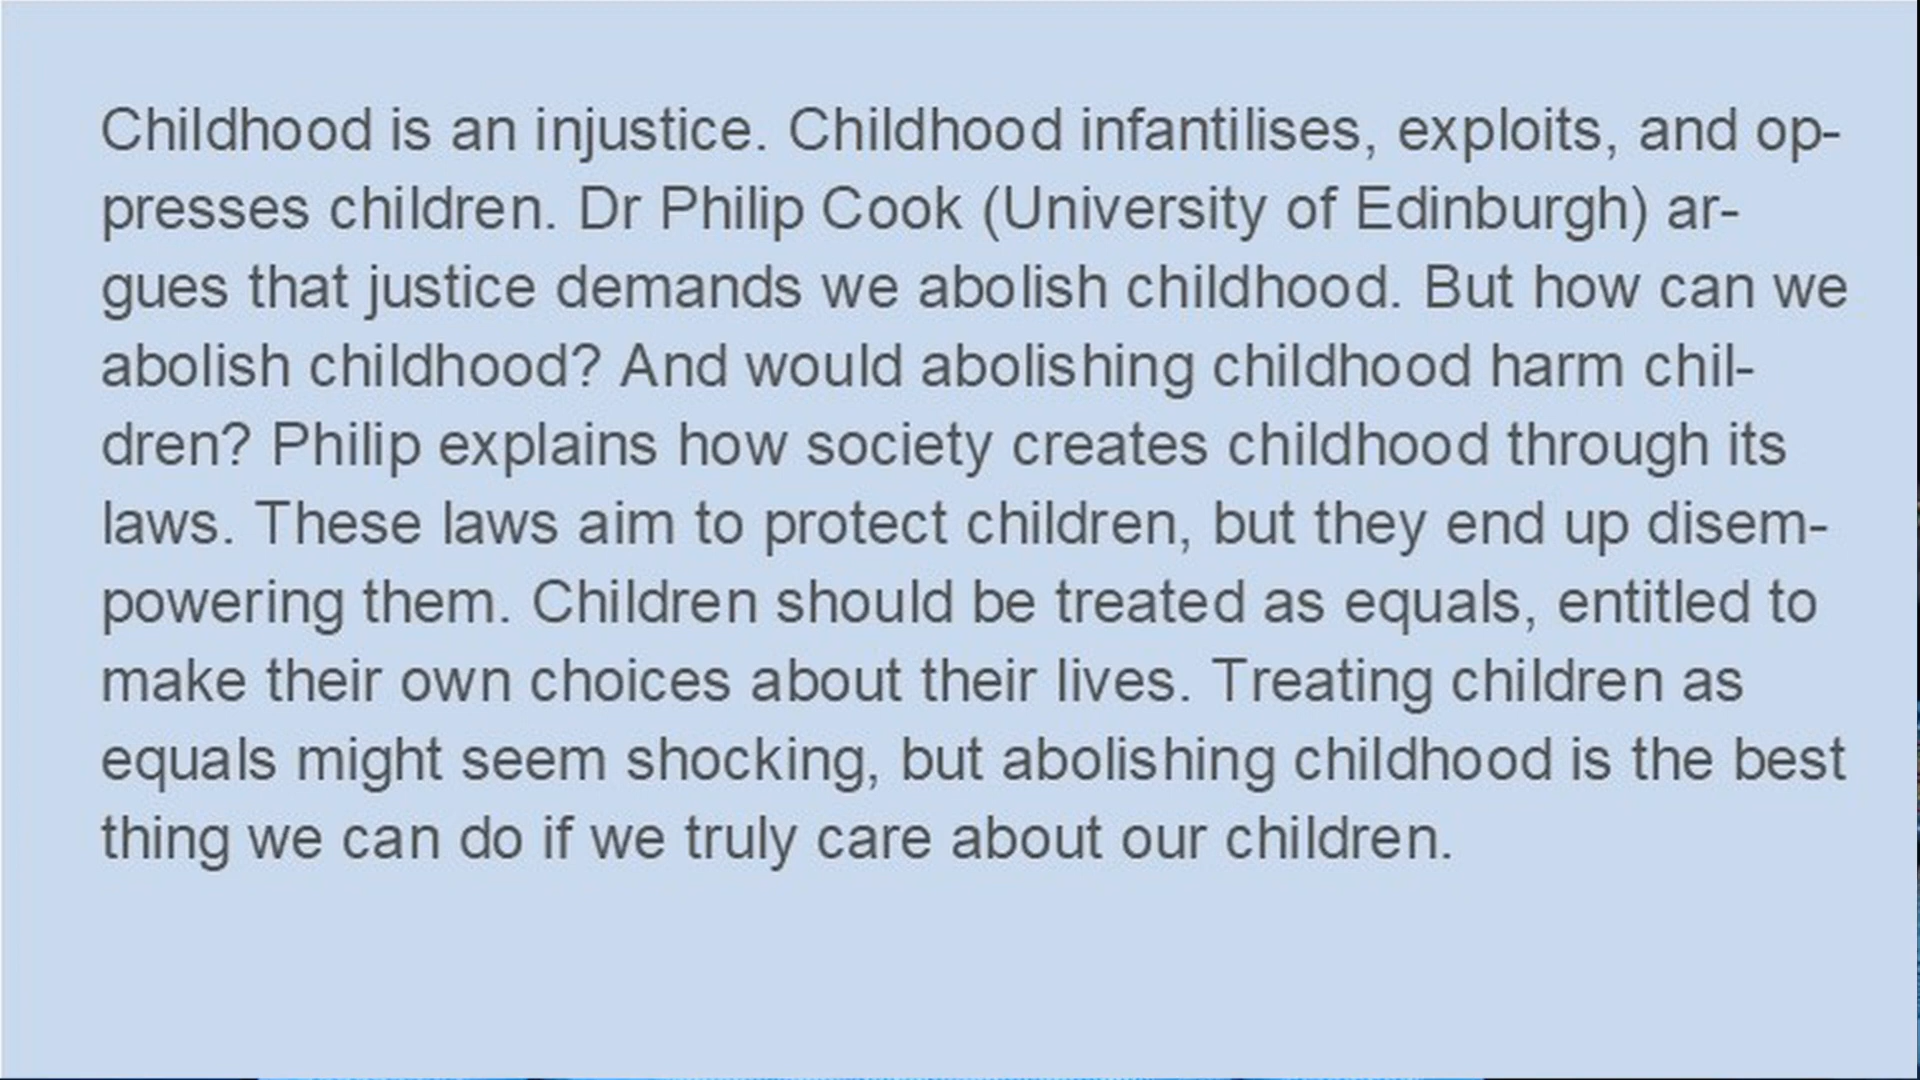 Childhood is an injustice. Childhood infantilises, exploits, and op-
presses children. Dr Philip Cook (University of Edinburgh) ar-
gues that justice demands we abolish childhood. But how can we
abolish childhood? And would abolishing childhood harm chil-
dren? Philip explains how society creates childhood through its
laws. These laws aim to protect children, but they end up disem-
powering them. Children should be treated as equals, entitled to
make their own choices about their lives. Treating children as
equals might seem shocking, but abolishing childhood is the best
thing we can do if we truly care about our children.